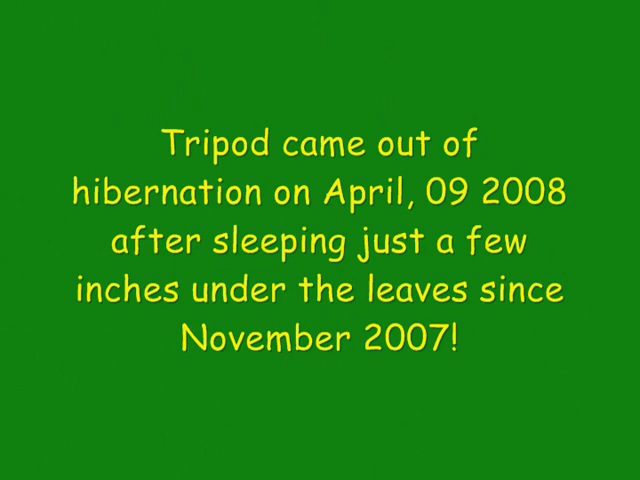 Tripod came out of
hibernation on April, 09 2008
after sleeping just a few
inches under the leaves since
November 2007!